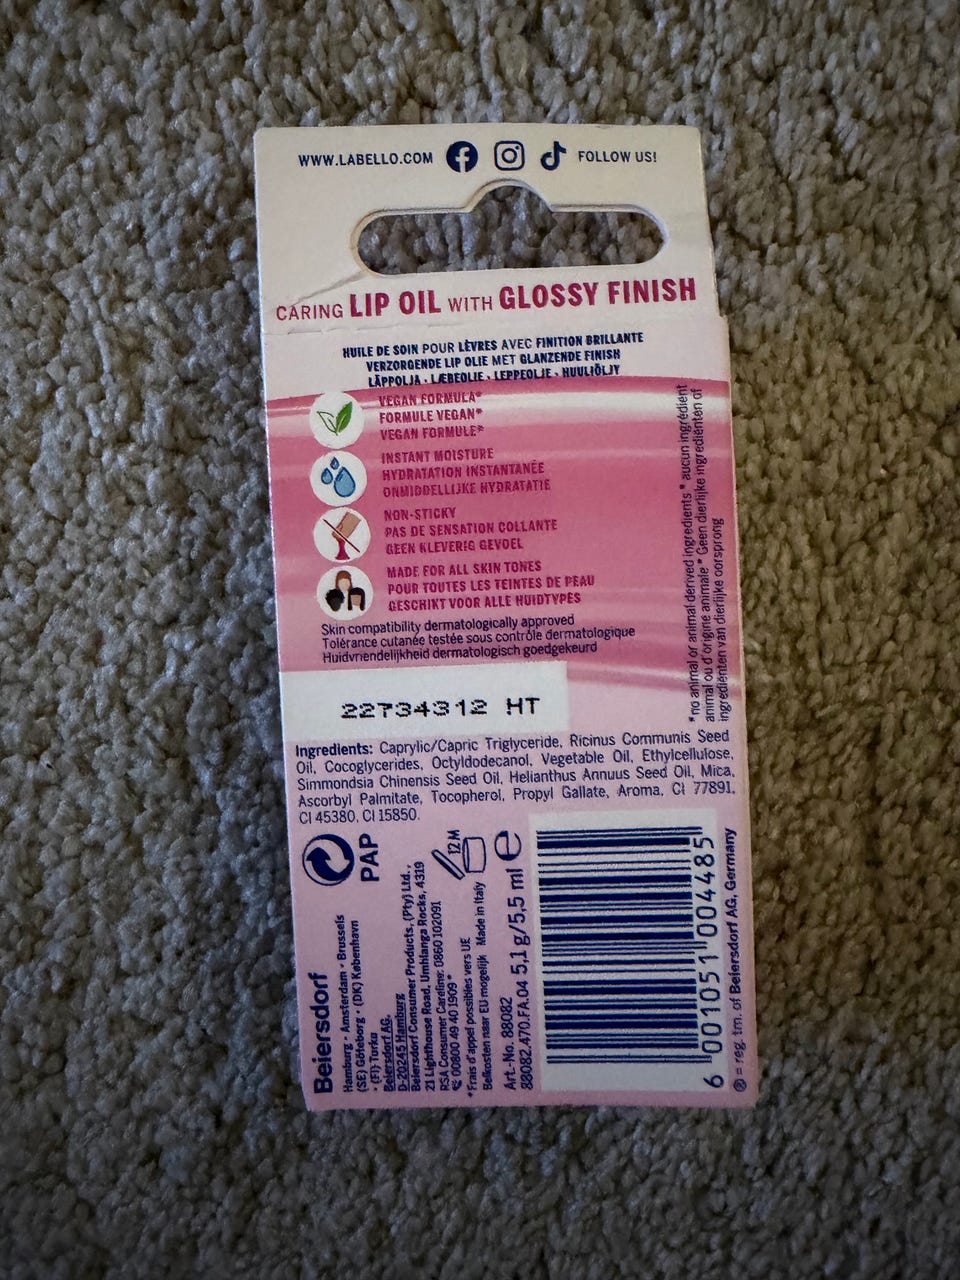 WWW.LABELLO.COM FOLLOW US!
CARING LIP OIL WITH GLOSSY FINISH
HUILE DE SOIN POUR LÈVRES AVEC FINITION BRILLANTE
VERZORGENDE LIP OLIE MET GLANZENDE FINISH
LÄPPOLJA · LÆBEOLIE · LEPPEOLJE · HUULIÖLJY
VEGAN FORMULA*
FORMULE VEGAN*
VEGAN FORMULE*
INSTANT MOISTURE
HYDRATATION INSTANTANÉE
ONMIDDELLIJKE HYDRATATIE
NON-STICKY
PAS DE SENSATION COLLANTE
GEEN KLEVERIG GEVOEL
MADE FOR ALL SKIN TONES
POUR TOUTES LES TEINTES DE PEAU
GESCHIKT VOOR ALLE HUIDTYPES
Skin compatibility dermatologically approved
Tolérance cutanée testée sous contrôle dermatologique
Huidvriendelijkheid dermatologisch goedgekeurd
*no animal or animal derived ingredients * aucun ingrédient
animal ou d'origine animale * Geen dierlijke ingrediënten of
ingrediënten van dierlijke oorsprong
22734312 HT
Ingredients: Caprylic/Capric Triglyceride, Ricinus Communis Seed
Oil, Cocoglycerides, Octyldodecanol, Vegetable Oil, Ethylcellulose,
Simmondsia Chinensis Seed Oil, Helianthus Annuus Seed Oil, Mica,
Ascorbyl Palmitate, Tocopherol, Propyl Gallate, Aroma, CI 77891,
CI 45380, CI 15850.
PAP
Beiersdorf
Hamburg · Amsterdam · Brussels
(SE) Göteborg · (DK) København
· (FI) Turku
Beiersdorf AG,
D-20245 Hamburg
Beiersdorf Consumer Products, (Pty) Ltd.,
21 Lighthouse Road, Umhlanga Rocks, 4319
RSA Consumer Careline: 0860 102091
00800 49 40 1909*
*Frais d'appel possibles vers UE
Belkosten naar EU mogelijk Made in Italy
12 M
Art.-No. 88082
88082.470.FA.04 5,1 g/5,5 ml e
6 001051 004485
® = reg. tm. of Beiersdorf AG, Germany